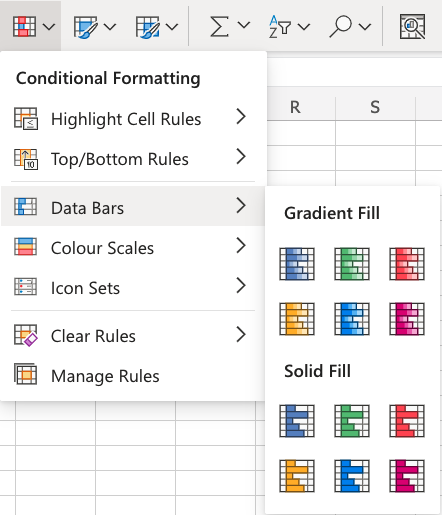 Conditional Formatting
Highlight Cell Rules
Top/Bottom Rules
Data Bars
Colour Scales
Icon Sets
Clear Rules
Manage Rules
R S
Gradient Fill
Solid Fill